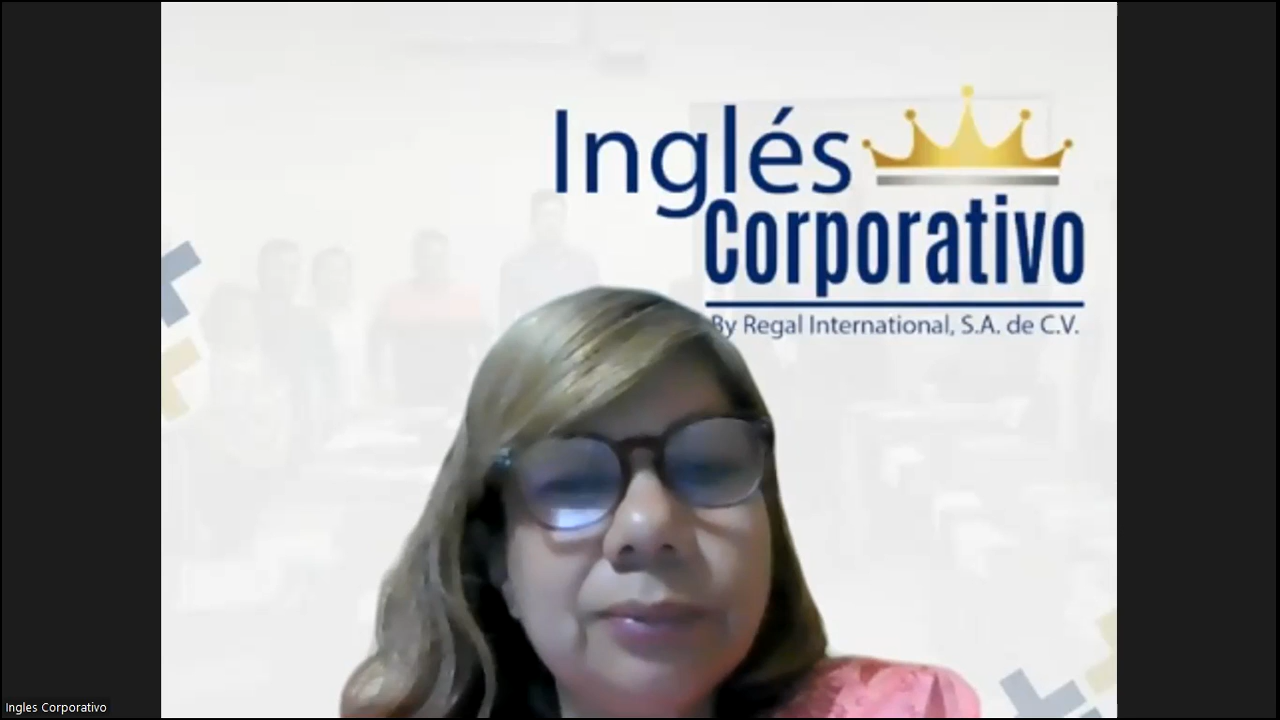 Inglés
Corporativo
By Regal International, S.A. de C.V.
Ingles Corporativo